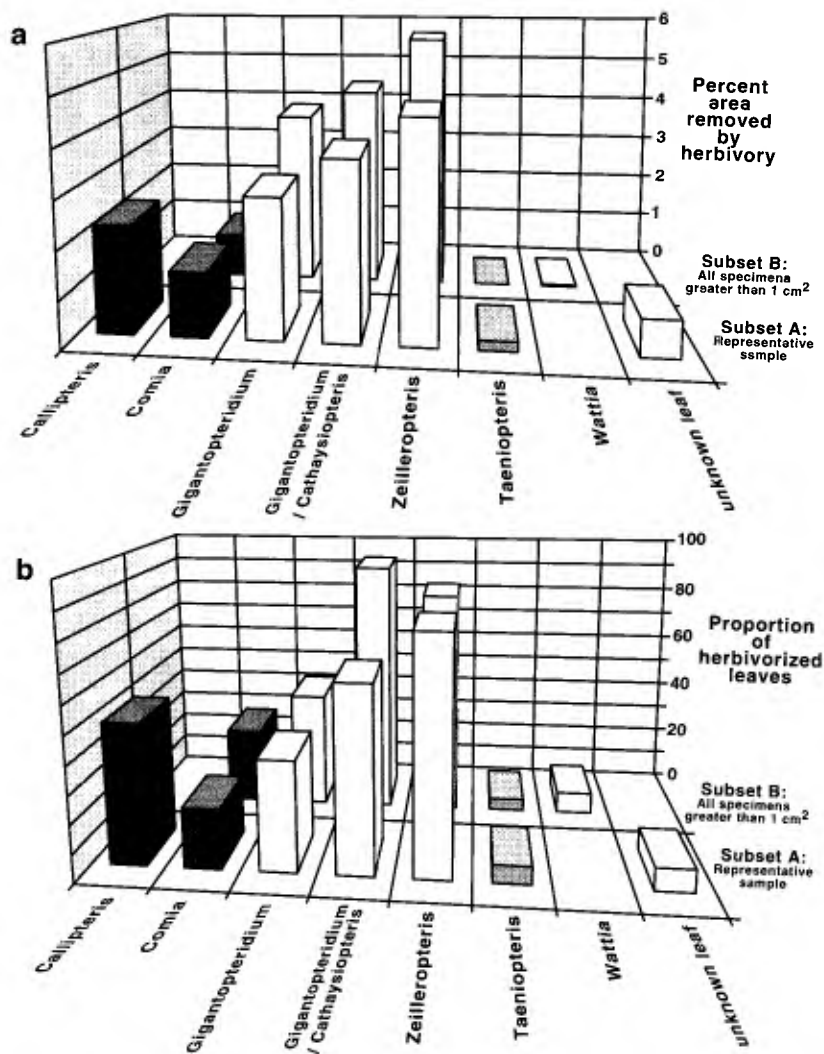 a
6
5
4
3
2
1
0
Percent
area
removed
by
herbivory
Subset B:
All specimens
greater than 1 cm2
Subset A:
Representative
sample
Callipteris
Comia
Gigantopteridium
Gigantopteridium
/ Cathaysiopteris
Zeilleropteris
Taeniopteris
Wattia
unknown leaf
b
100
80
60
40
20
0
Proportion
of
herbivorized
leaves
Subset B:
All specimens
greater than 1 cm2
Subset A:
Representative
sample
Callipteris
Comia
Gigantopteridium
Gigantopteridium
/ Cathaysiopteris
Zeilleropteris
Taeniopteris
Wattia
unknown leaf